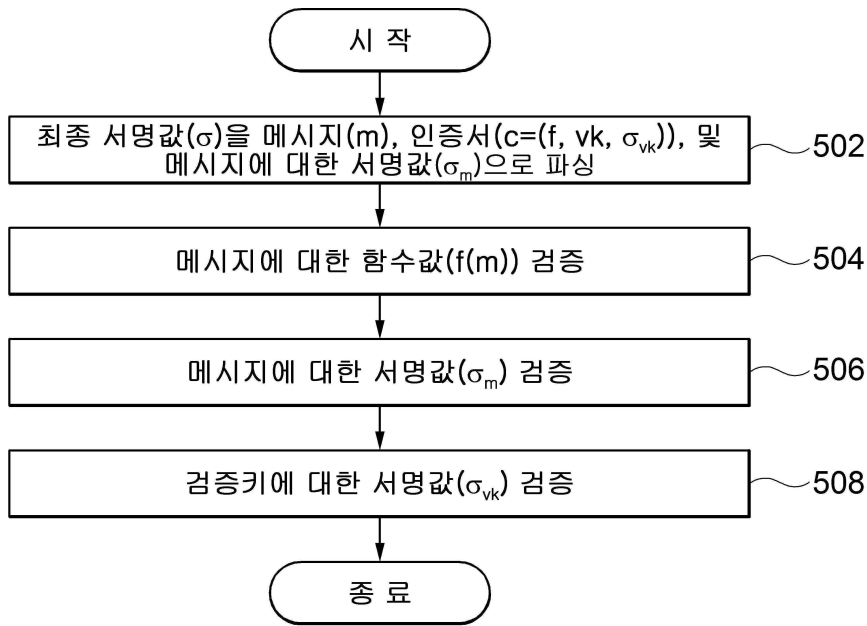 시 작
최종 서명값(σ)을 메시지(m), 인증서(c=(f, vk, σvk)), 및
메시지에 대한 서명값(σm)으로 파싱
502
메시지에 대한 함수값(f(m)) 검증
504
메시지에 대한 서명값(σm) 검증
506
검증키에 대한 서명값(σvk) 검증
508
종 료